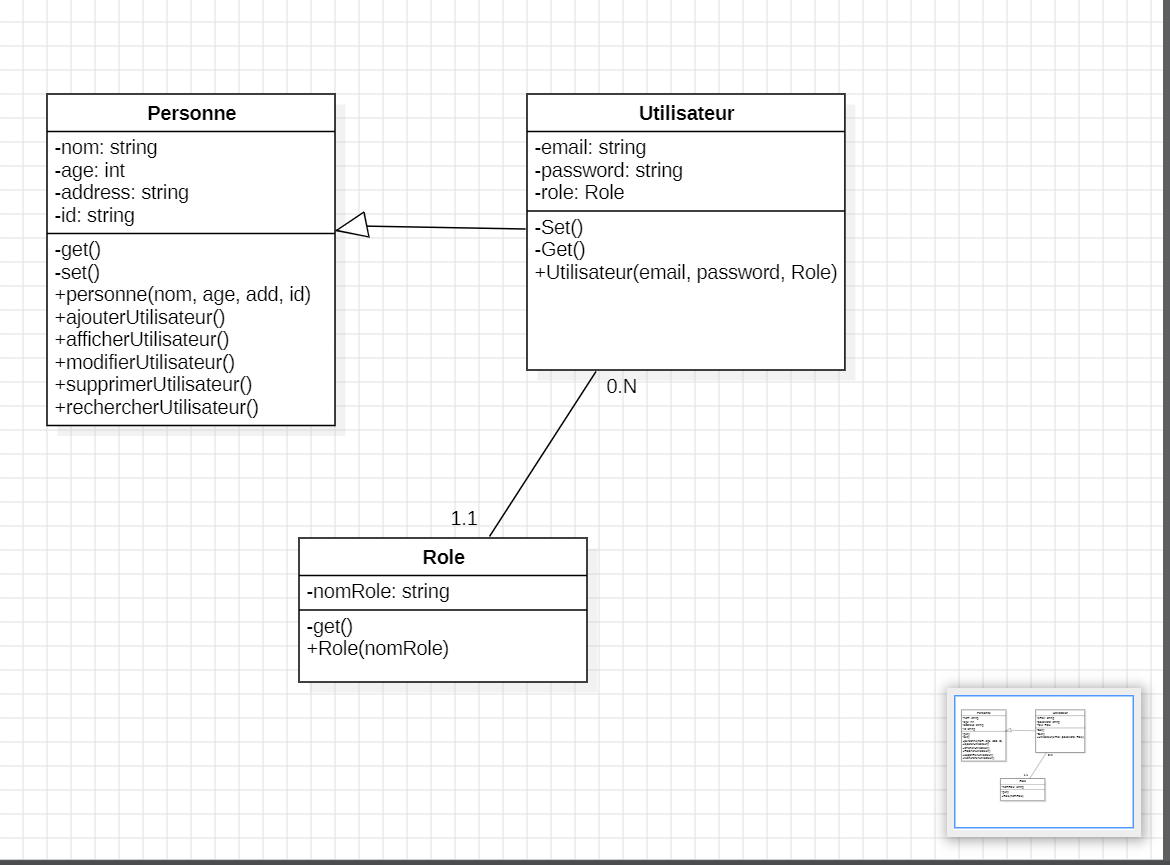 Personne
-nom: string
-age: int
-address: string
-id: string
-get()
-set()
+personne(nom, age, add, id)
+ajouterUtilisateur()
+afficherUtilisateur()
+modifierUtilisateur()
+supprimerUtilisateur()
+rechercherUtilisateur()
Utilisateur
-email: string
-password: string
-role: Role
-Set()
-Get()
+Utilisateur(email, password, Role)
0.N
1.1
Role
-nomRole: string
-get()
+Role(nomRole)